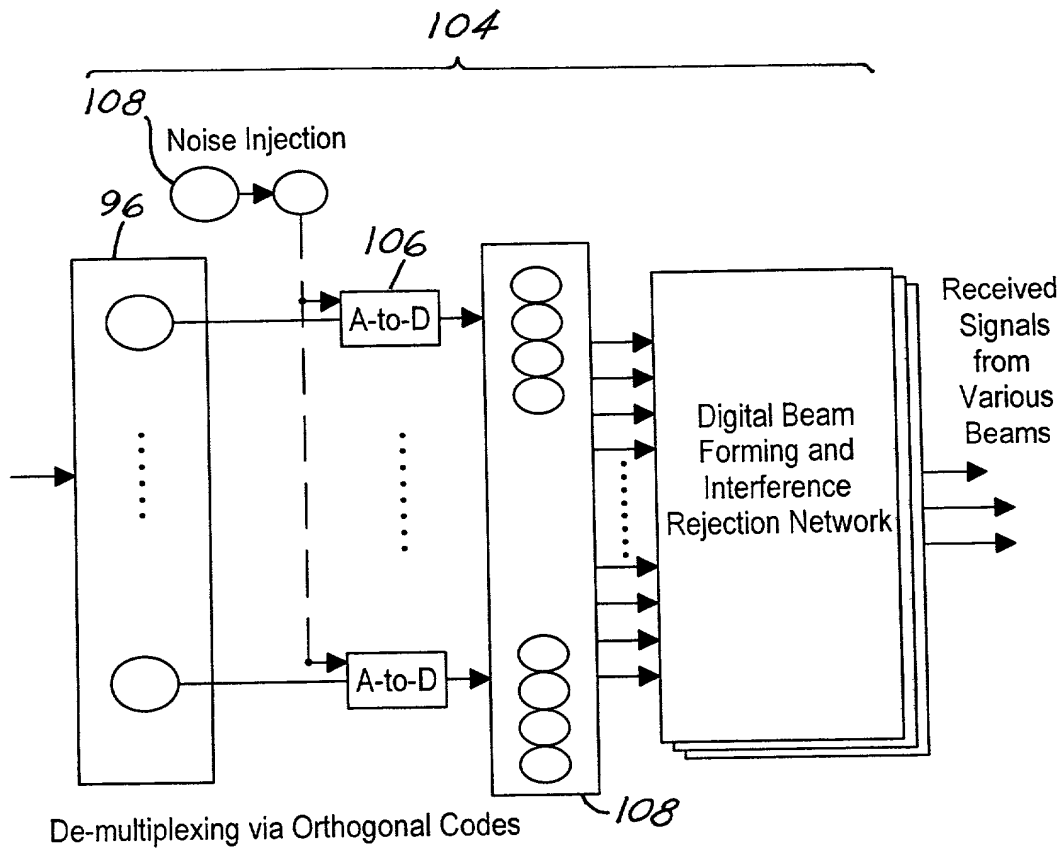 104
108
Noise Injection
96
106
A-to-D
Received
Signals
from
Various
Beams
Digital Beam
Forming and
Interference
Rejection Network
A-to-D
108
De-multiplexing via Orthogonal Codes